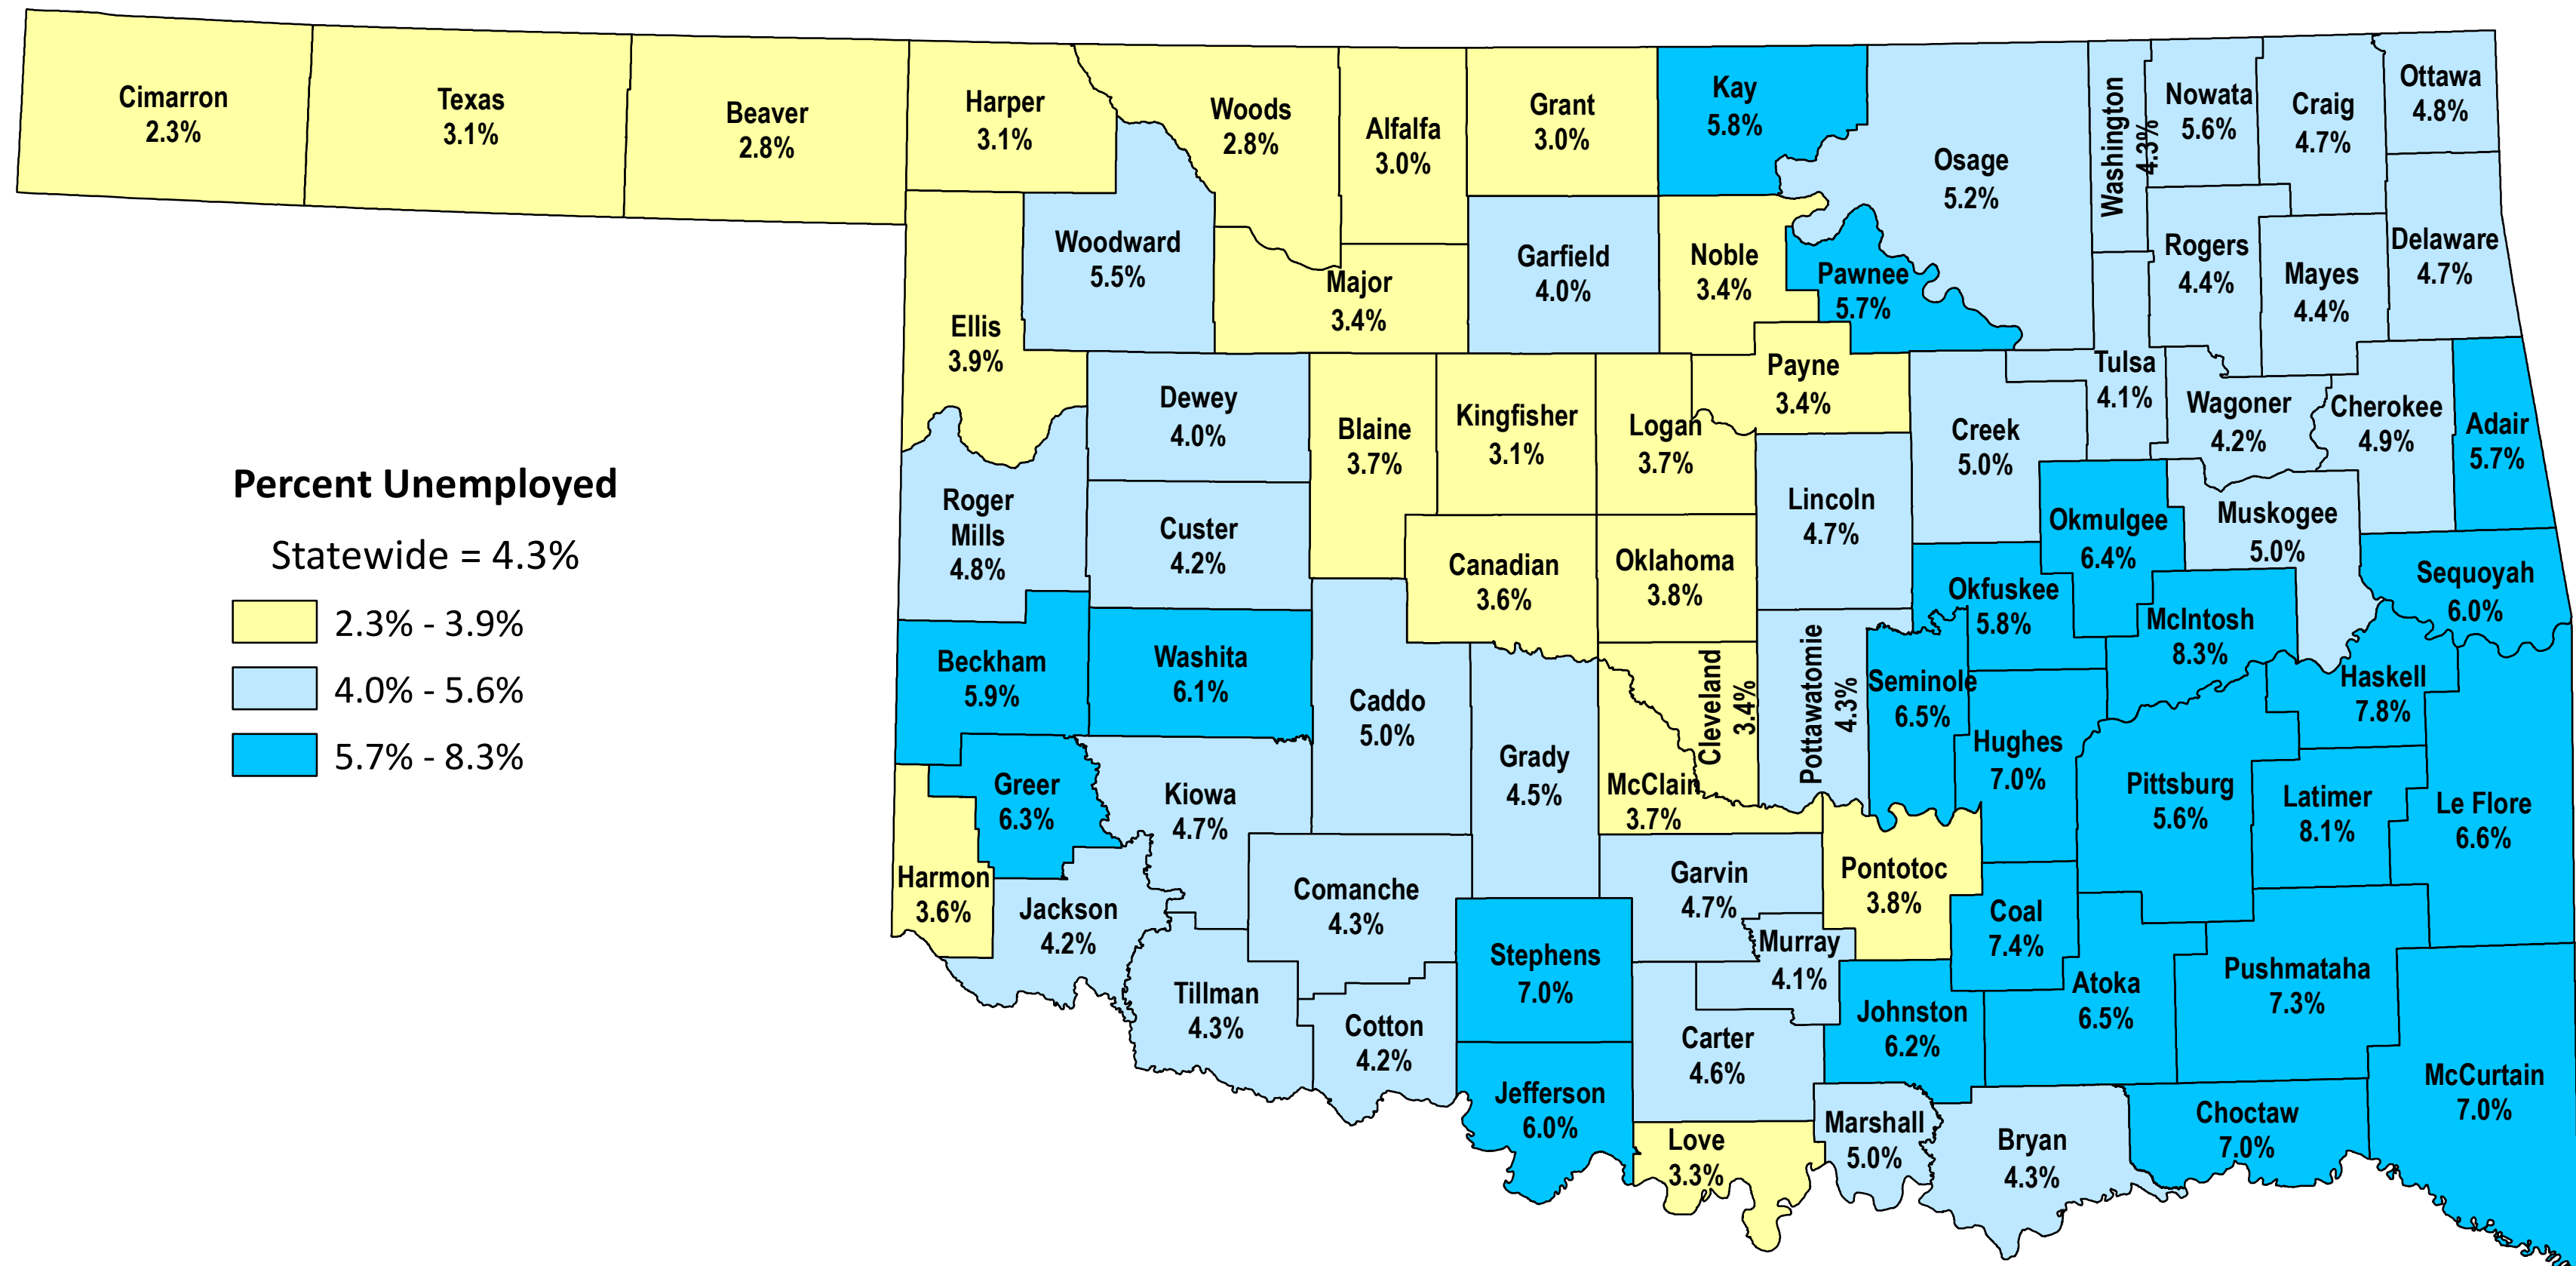 Cimarron
2.3%
Texas
3.1%
Beaver
2.8%
Harper
3.1%
Woods
2.8%
Alfalfa
3.0%
Grant
3.0%
Kay
5.8%
Osage
5.2%
Washington
4.3%
Nowata
5.6%
Craig
4.7%
Ottawa
4.8%
Woodward
5.5%
Major
3.4%
Garfield
4.0%
Noble
3.4%
Pawnee
5.7%
Rogers
4.4%
Mayes
4.4%
Delaware
4.7%
Ellis
3.9%
Dewey
4.0%
Blaine
3.7%
Kingfisher
3.1%
Logan
3.7%
Payne
3.4%
Creek
5.0%
Tulsa
4.1%
Wagoner
4.2%
Cherokee
4.9%
Adair
5.7%
Percent Unemployed
Statewide = 4.3%
2.3% - 3.9%
4.0% - 5.6%
5.7% - 8.3%
Roger
Mills
4.8%
Custer
4.2%
Canadian
3.6%
Oklahoma
3.8%
Lincoln
4.7%
Okmulgee
6.4%
Muskogee
5.0%
Okfuskee
5.8%
McIntosh
8.3%
Sequoyah
6.0%
Beckham
5.9%
Washita
6.1%
Caddo
5.0%
Grady
4.5%
Cleveland
3.4%
Pottawatomie
4.3%
Seminole
6.5%
Hughes
7.0%
Haskell
7.8%
Greer
6.3%
Kiowa
4.7%
McClain
3.7%
Pittsburg
5.6%
Latimer
8.1%
Le Flore
6.6%
Harmon
3.6%
Jackson
4.2%
Comanche
4.3%
Garvin
4.7%
Pontotoc
3.8%
Coal
7.4%
Stephens
7.0%
Murray
4.1%
Tillman
4.3%
Cotton
4.2%
Carter
4.6%
Johnston
6.2%
Atoka
6.5%
Pushmataha
7.3%
Jefferson
6.0%
Love
3.3%
Marshall
5.0%
Bryan
4.3%
Choctaw
7.0%
McCurtain
7.0%